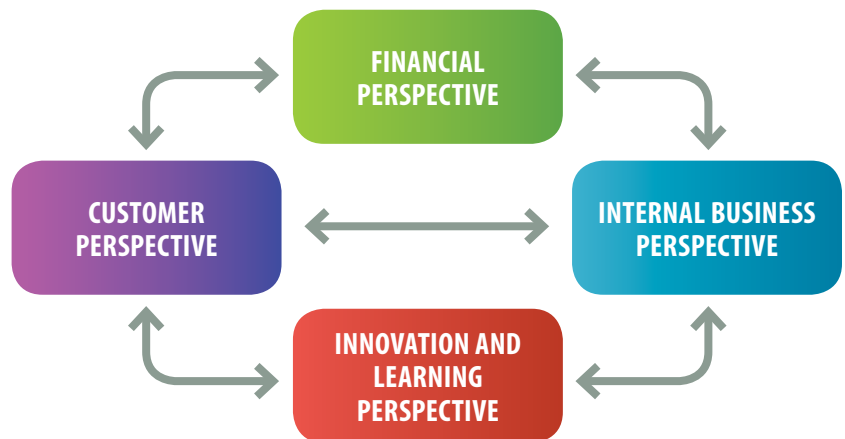 FINANCIAL
PERSPECTIVE
CUSTOMER
PERSPECTIVE
INTERNAL BUSINESS
PERSPECTIVE
INNOVATION AND
LEARNING
PERSPECTIVE